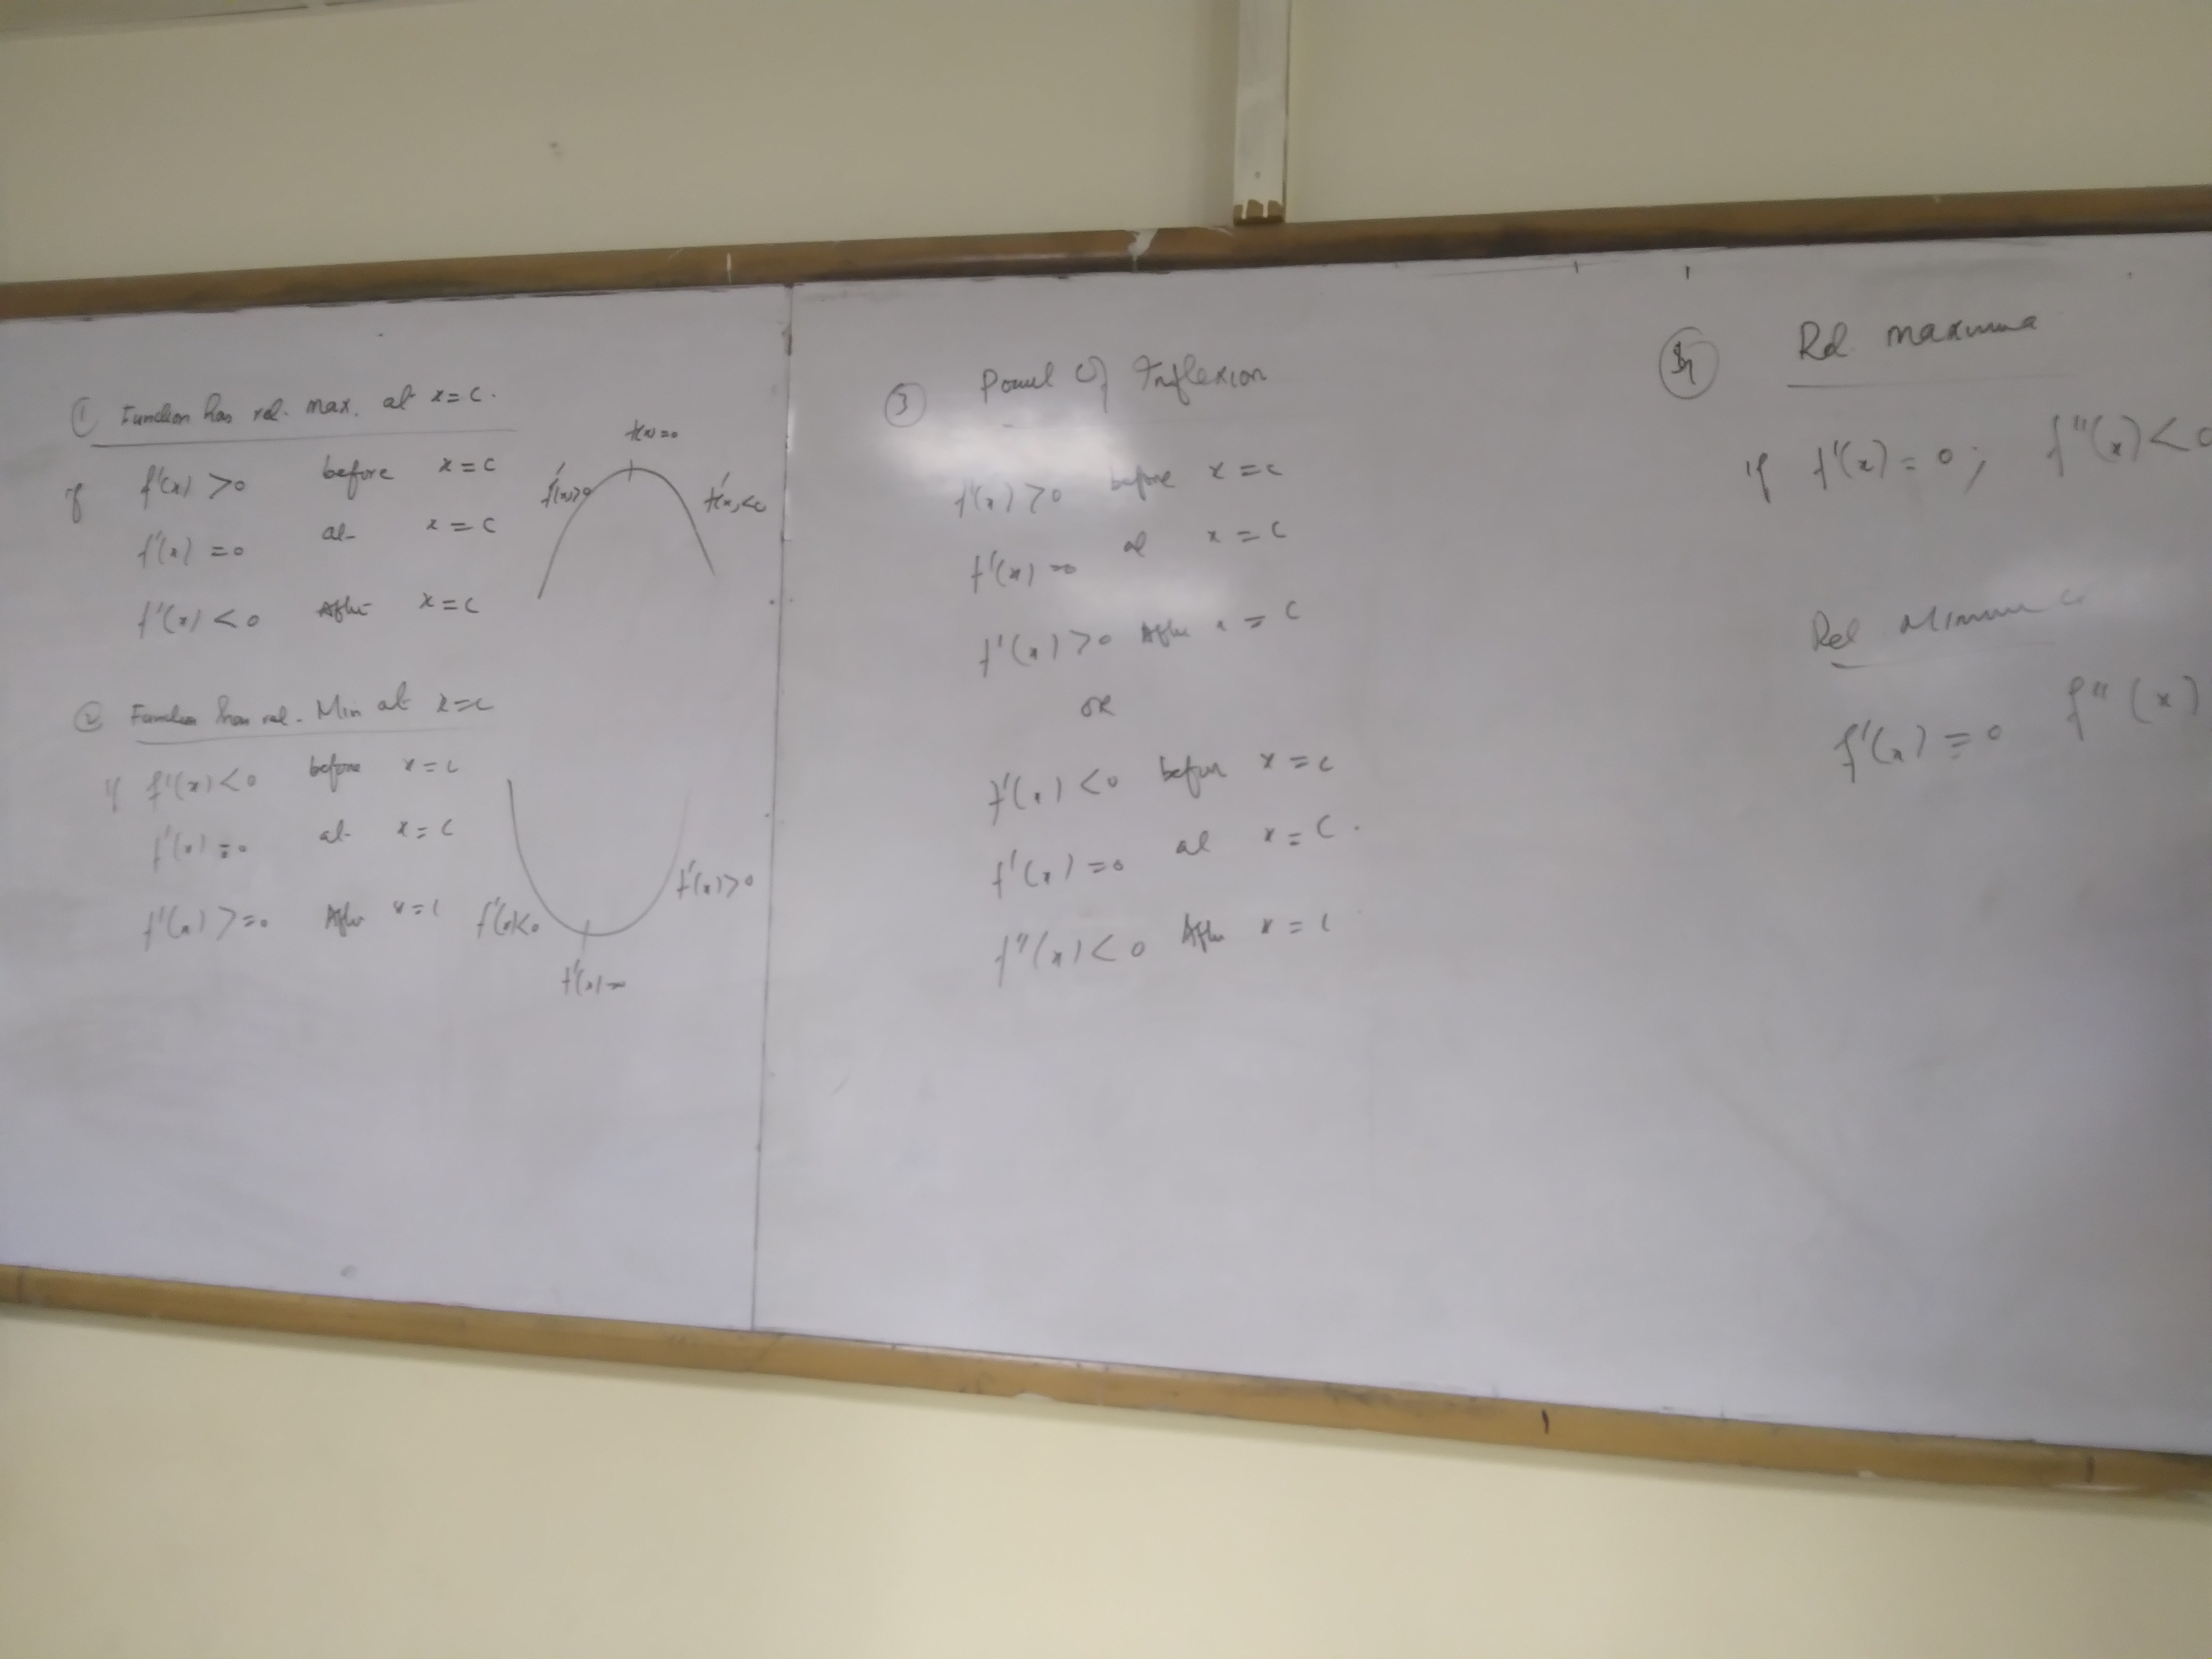 ① Function has rel. max. at x = c.
if f'(x) > 0 before x = c
f'(x) = 0 at x = c
f'(x) < 0 After x = c
f(x) = 0
f'(x) > 0
f'(x) < 0
② Function has rel. Min at x = c
if f'(x) < 0 before x = c
f'(x) = 0 at x = c
f'(x) >= 0 After x = c
f'(x) < 0
f'(x) > 0
f'(x) = 0
③ Point of Inflexion
f'(x) > 0 before x = c
f'(x) = 0 at x = c
f'(x) > 0 After x = c
OR
f'(x) < 0 before x = c
f'(x) = 0 at x = c.
f''(x) < 0 After x = c
Rel maxima
if f'(x) = 0; f''(x) < 0
Rel Minima
f'(x) = 0 f''(x)